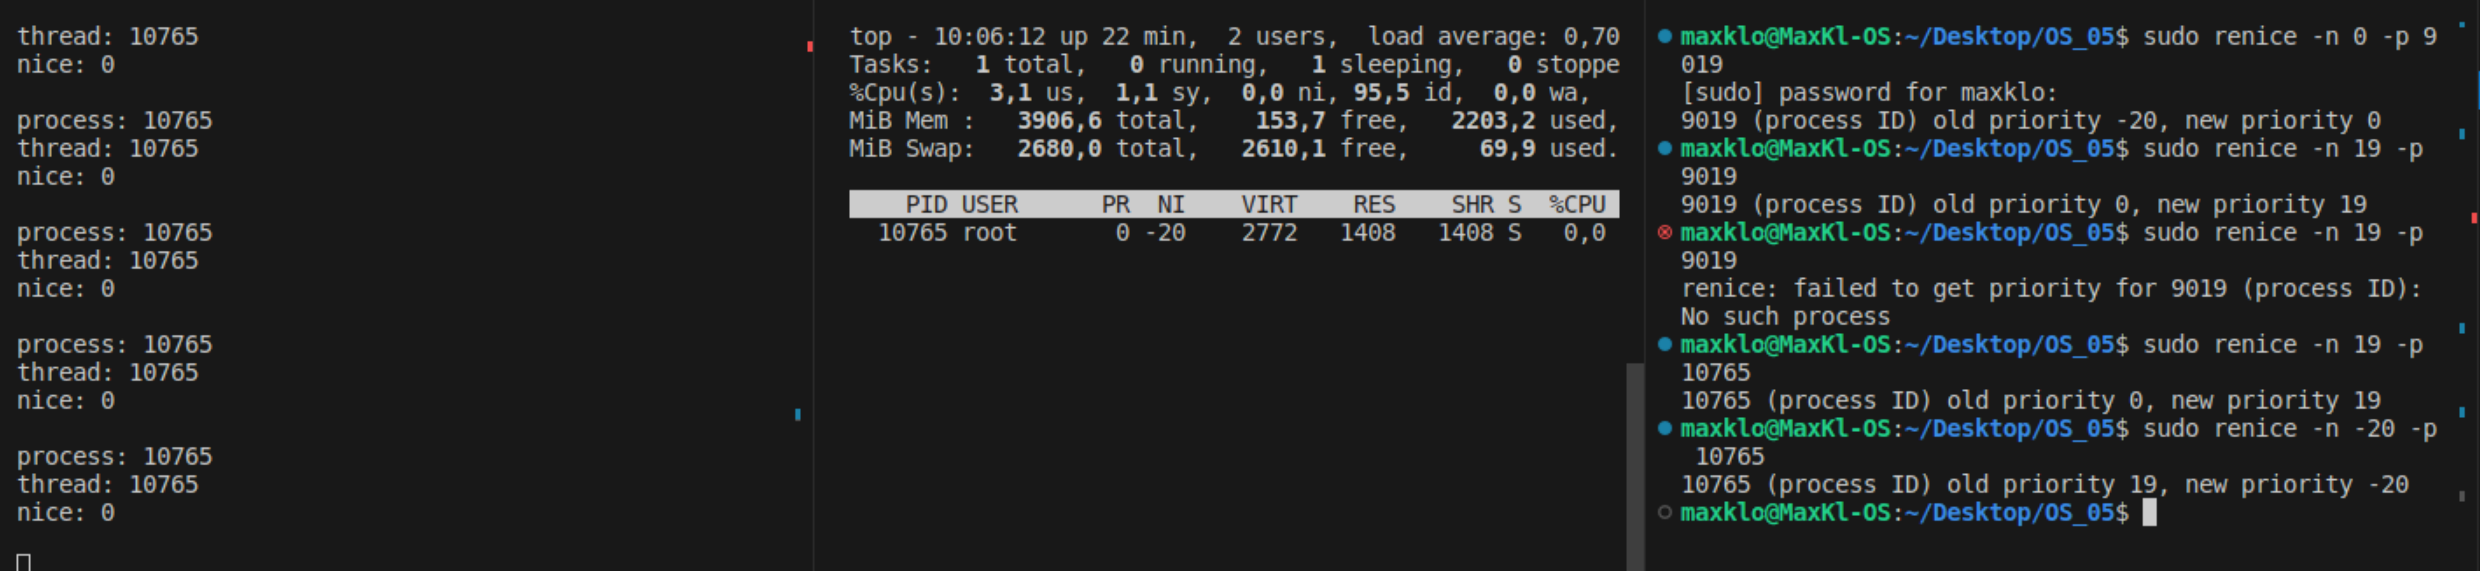 thread: 10765
nice: 0
process: 10765
thread: 10765
nice: 0
process: 10765
thread: 10765
nice: 0
process: 10765
thread: 10765
nice: 0
process: 10765
thread: 10765
nice: 0
top - 10:06:12 up 22 min,  2 users,  load average: 0,70
Tasks:   1 total,   0 running,   1 sleeping,   0 stoppe
%Cpu(s):  3,1 us,  1,1 sy,  0,0 ni, 95,5 id,  0,0 wa,
MiB Mem :   3906,6 total,    153,7 free,   2203,2 used,
MiB Swap:   2680,0 total,   2610,1 free,     69,9 used.
PID USER      PR  NI    VIRT    RES    SHR S  %CPU
10765 root       0 -20    2772   1408   1408 S   0,0
maxklo@MaxKl-OS:~/Desktop/OS_05$ sudo renice -n 0 -p 9
019
[sudo] password for maxklo:
9019 (process ID) old priority -20, new priority 0
maxklo@MaxKl-OS:~/Desktop/OS_05$ sudo renice -n 19 -p
9019
9019 (process ID) old priority 0, new priority 19
maxklo@MaxKl-OS:~/Desktop/OS_05$ sudo renice -n 19 -p
9019
renice: failed to get priority for 9019 (process ID):
No such process
maxklo@MaxKl-OS:~/Desktop/OS_05$ sudo renice -n 19 -p
10765
10765 (process ID) old priority 0, new priority 19
maxklo@MaxKl-OS:~/Desktop/OS_05$ sudo renice -n -20 -p
10765
10765 (process ID) old priority 19, new priority -20
maxklo@MaxKl-OS:~/Desktop/OS_05$